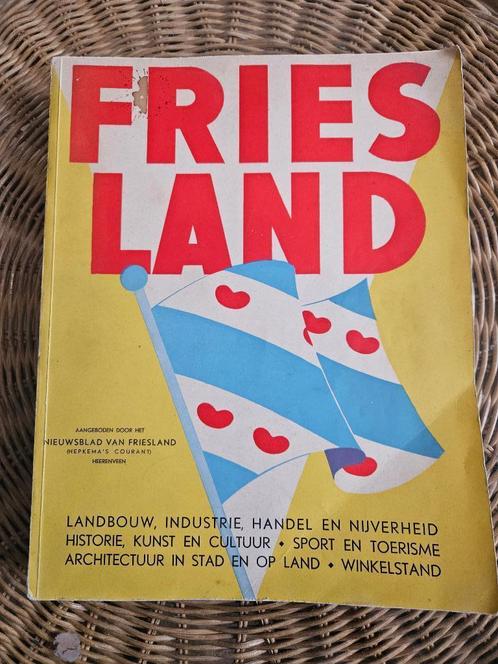 FRIES
LAND
AANGEBODEN DOOR HET
NIEUWSBLAD VAN FRIESLAND
(HEPKEMA'S COURANT)
HEERENVEEN
LANDBOUW, INDUSTRIE, HANDEL EN NIJVERHEID
HISTORIE, KUNST EN CULTUUR • SPORT EN TOERISME
ARCHITECTUUR IN STAD EN OP LAND • WINKELSTAND